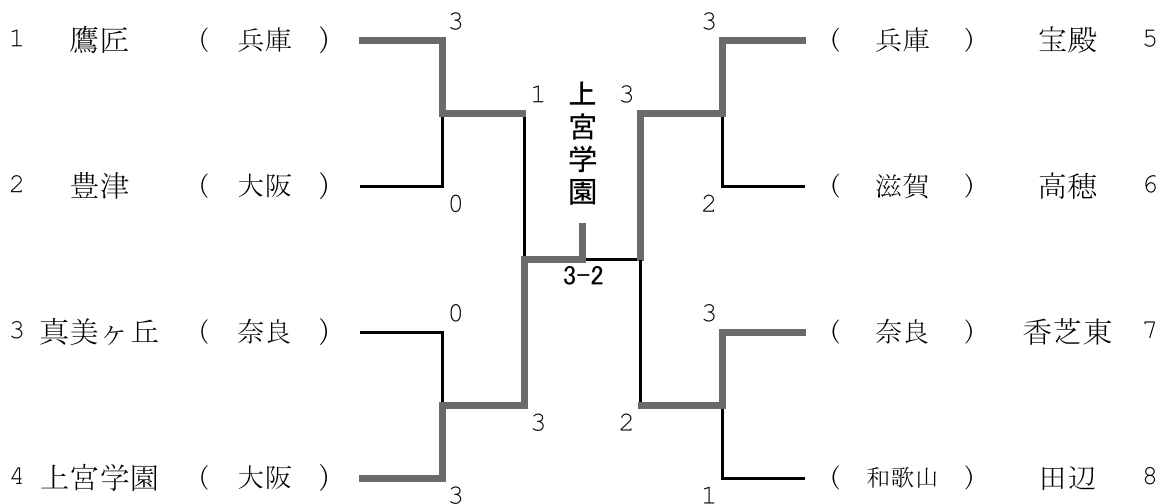 1 鷹匠 ( 兵庫 )
3
0
2 豊津 ( 大阪 )
3 真美ヶ丘 ( 奈良 )
0
3
4 上宮学園 ( 大阪 )
1
3
上宮学園
3-2
3
2
3
( 兵庫 ) 宝殿 5
2
( 滋賀 ) 高穂 6
3
( 奈良 ) 香芝東 7
1
( 和歌山 ) 田辺 8